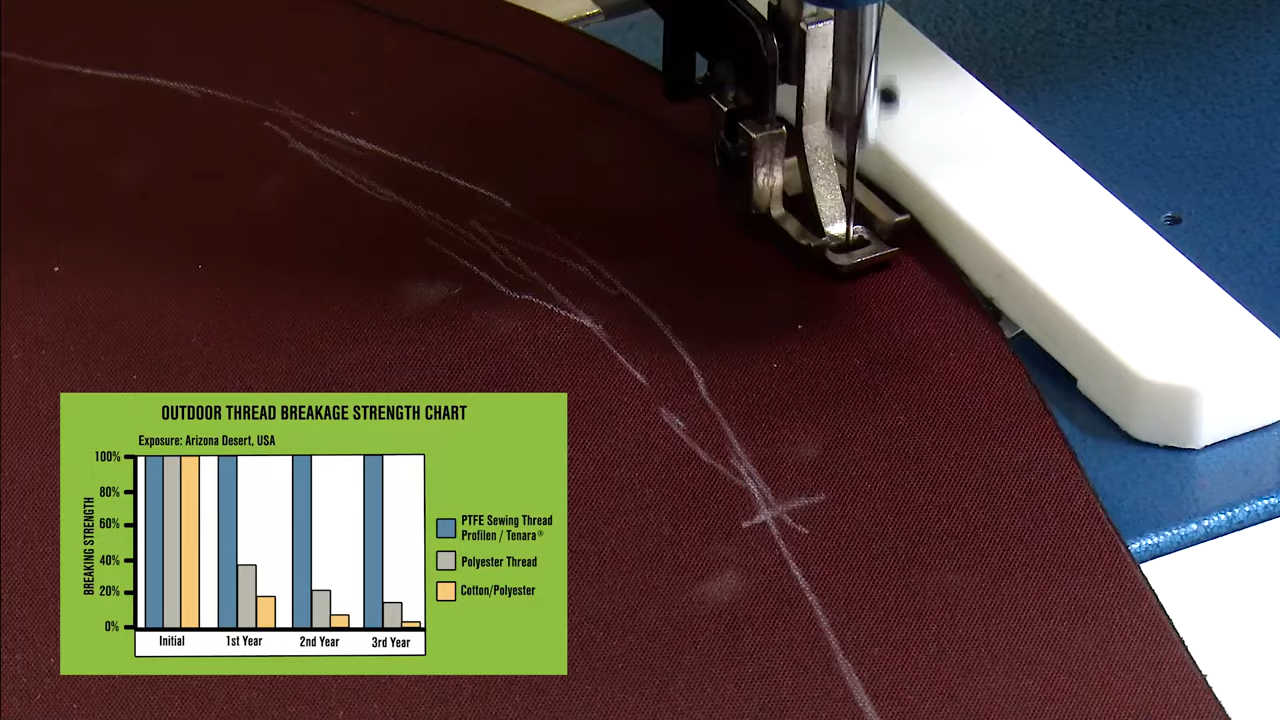 OUTDOOR THREAD BREAKAGE STRENGTH CHART
Exposure: Arizona Desert, USA
BREAKING STRENGTH
100%
80%
60%
40%
20%
0%
Initial
1st Year
2nd Year
3rd Year
PTFE Sewing Thread
Profilen / Tenara®
Polyester Thread
Cotton/Polyester